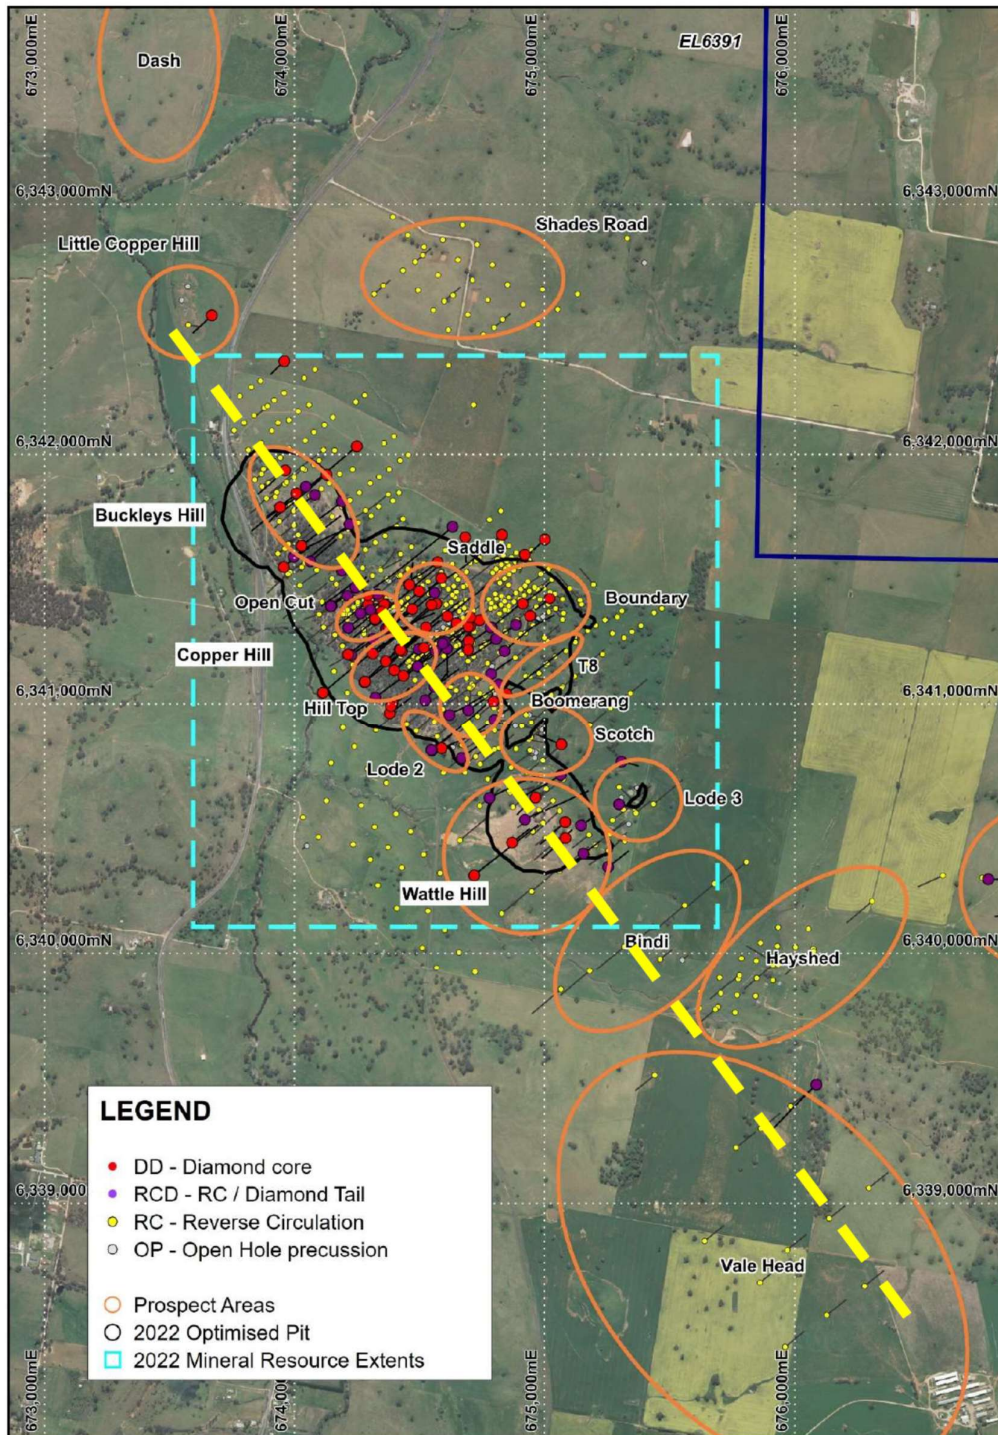 673,000mE
674,000mE
675,000mE
676,000mE
EL6391
Dash
6,343,000mN
6,343,000mN
Shades Road
Little Copper Hill
6,342,000mN
6,342,000mN
Buckleys Hill
Saddle
Open Cut
Boundary
Copper Hill
T8
6,341,000mN
6,341,000mN
Hill Top
Boomerang
Scotch
Lode 2
Lode 3
Wattle Hill
6,340,000mN
6,340,000mN
Bindi
Hayshed
LEGEND
DD - Diamond core
RCD - RC / Diamond Tail
RC - Reverse Circulation
OP - Open Hole precussion
Prospect Areas
2022 Optimised Pit
2022 Mineral Resource Extents
6,339,000mN
6,339,000mN
Vale Head
673,000mE
674,000mE
675,000mE
676,000mE